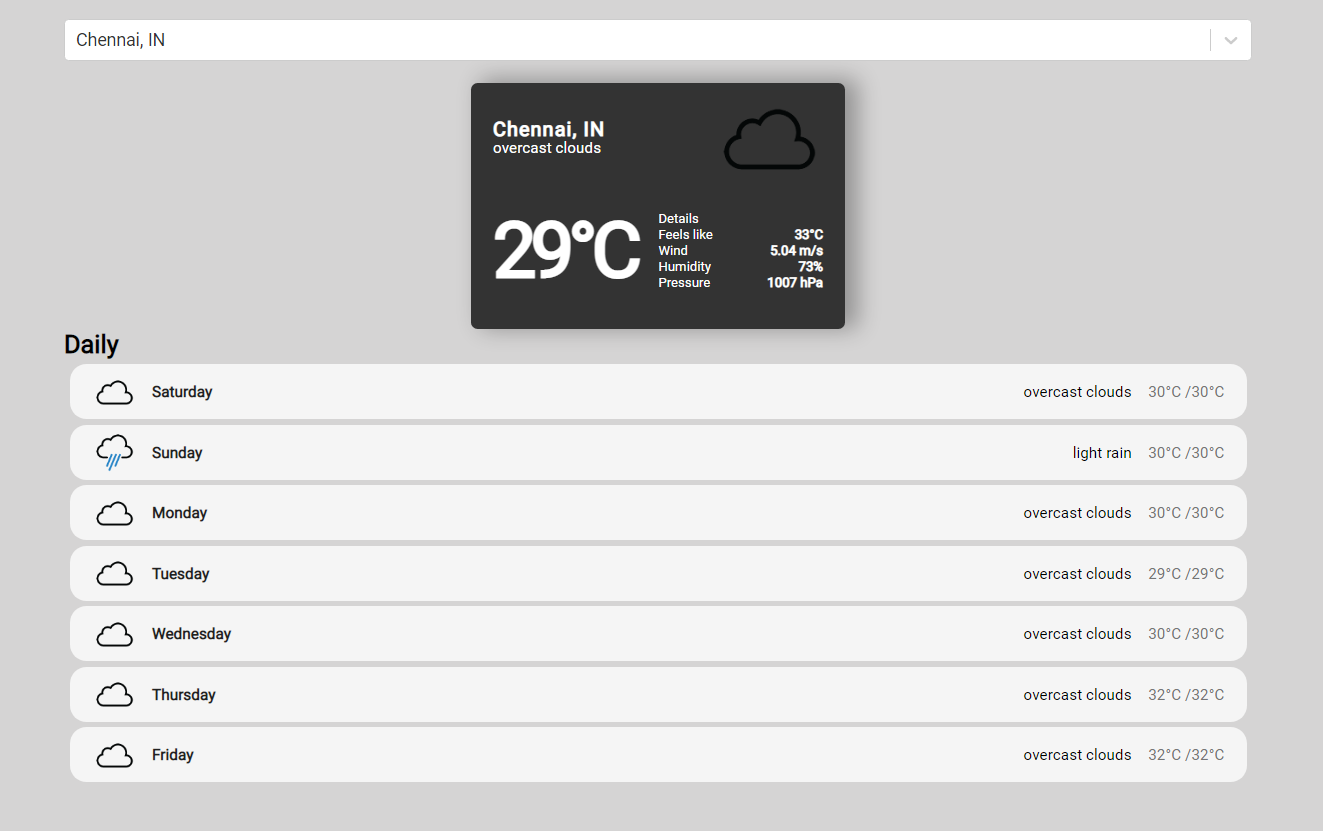 Chennai, IN
Chennai, IN
overcast clouds
29°C
Details
Feels like 33°C
Wind 5.04 m/s
Humidity 73%
Pressure 1007 hPa
Daily
Saturday overcast clouds 30°C /30°C
Sunday light rain 30°C /30°C
Monday overcast clouds 30°C /30°C
Tuesday overcast clouds 29°C /29°C
Wednesday overcast clouds 30°C /30°C
Thursday overcast clouds 32°C /32°C
Friday overcast clouds 32°C /32°C